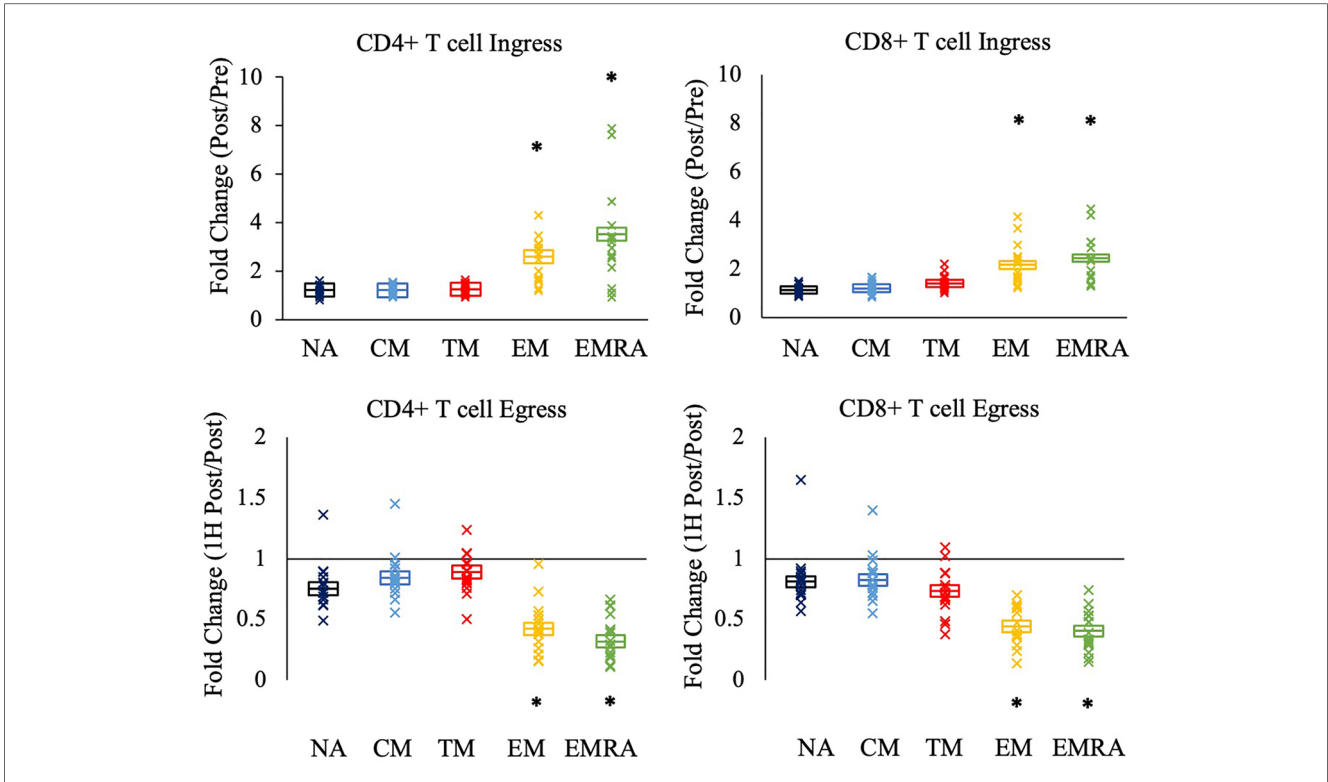 CD4+ T cell Ingress
Fold Change (Post/Pre)
10
8
6
4
2
0
*
*
NA CM TM EM EMRA
CD8+ T cell Ingress
Fold Change (Post/Pre)
10
8
6
4
2
0
*
*
NA CM TM EM EMRA
CD4+ T cell Egress
Fold Change (1H Post/Post)
2
1.5
1
0.5
0
* *
NA CM TM EM EMRA
CD8+ T cell Egress
Fold Change (1H Post/Post)
2
1.5
1
0.5
0
* *
NA CM TM EM EMRA